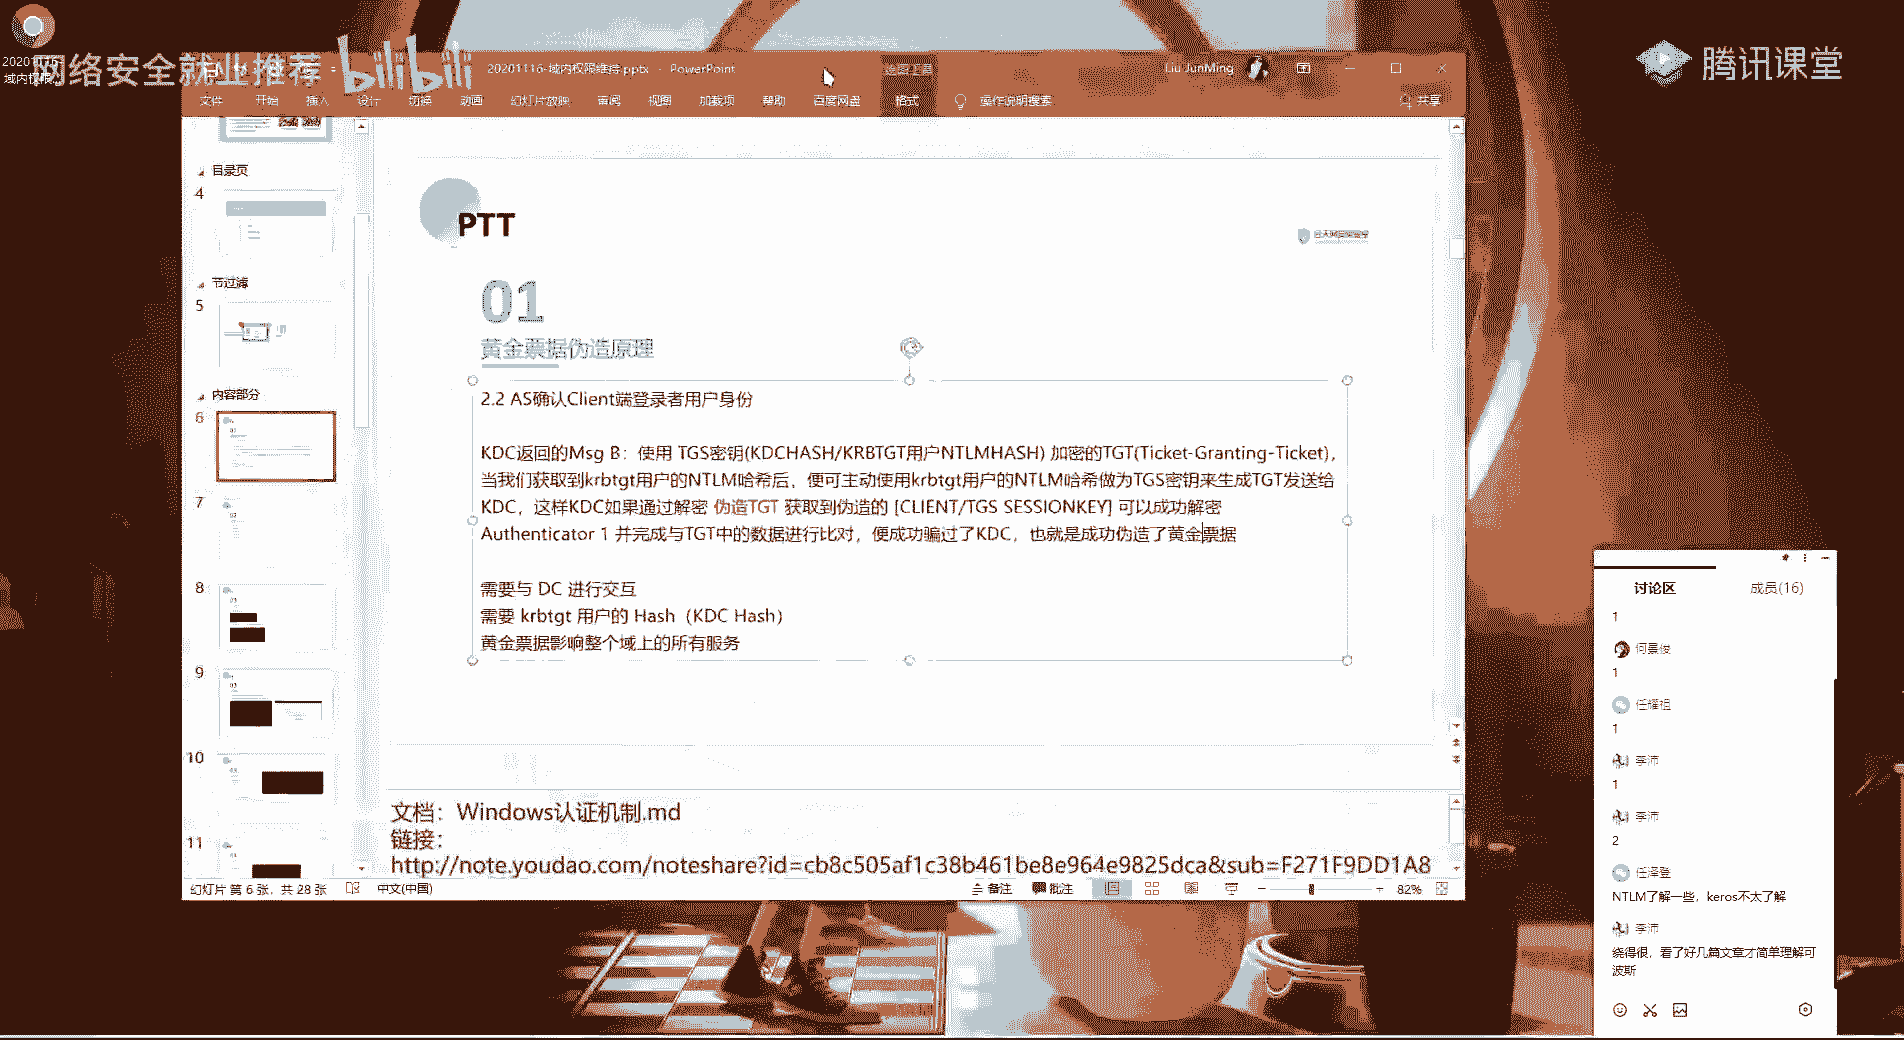 网络安全就业推荐
bilibili
腾讯课堂
20201116-
域内权限...
20201116-域内权限维持.pptx - PowerPoint
绘图工具
Liu JunMing
文件 开始 插入 设计 切换 动画 幻灯片放映 审阅 视图 加载项 帮助 百度网盘 格式 操作说明搜索 共享
目录页
4
节过渡
5
内容部分
6
7
8
9
10
11
PTT
01
黄金票据伪造原理
2.2 AS确认Client端登录者用户身份
KDC返回的Msg B：使用 TGS密钥(KDCHASH/KRBTGT用户NTLMHASH) 加密的TGT(Ticket-Granting-Ticket)，
当我们获取到krbtgt用户的NTLM哈希后，便可主动使用krbtgt用户的NTLM哈希做为TGS密钥来生成TGT发送给
KDC，这样KDC如果通过解密 伪造TGT 获取到伪造的 [CLIENT/TGS SESSIONKEY] 可以成功解密
Authenticator 1 并完成与TGT中的数据进行比对，便成功骗过了KDC，也就是成功伪造了黄金票据
需要与 DC 进行交互
需要 krbtgt 用户的 Hash（KDC Hash）
黄金票据影响整个域上的所有服务
文档：Windows认证机制.md
链接：
http://note.youdao.com/noteshare?id=cb8c505af1c38b461be8e964e9825dca&sub=F271F9DD1A8
幻灯片 第 6 张，共 28 张 中文(中国) 备注 批注 82%
讨论区 成员(16)
1
何景俊
1
任耀祖
1
李沛
1
李沛
2
任泽登
NTLM了解一些，keros不太了解
李沛
绕得很，看了好几篇文章才简单理解可
波斯